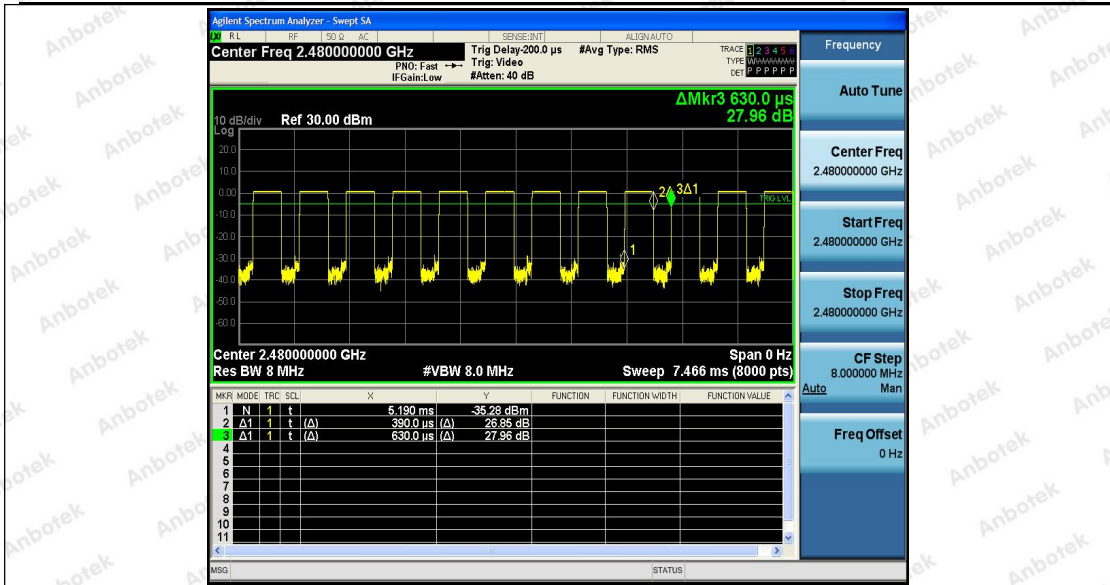 Agilent Spectrum Analyzer - Swept SA
LXI RL RF 50 Ω AC SENSE:INT ALIGNAUTO
Center Freq 2.480000000 GHz
PNO: Fast
IFGain:Low
Trig Delay-200.0 µs
Trig: Video
#Atten: 40 dB
#Avg Type: RMS
TRACE 1 2 3 4 5 6
TYPE W
DET P P P P P P
ΔMkr3 630.0 µs
27.96 dB
10 dB/div Ref 30.00 dBm
Log
20.0
10.0
0.00
-10.0
-20.0
-30.0
-40.0
-50.0
-60.0
2Δ 3Δ1
TRIG LVL
1
Center 2.480000000 GHz Span 0 Hz
Res BW 8 MHz #VBW 8.0 MHz Sweep 7.466 ms (8000 pts)
MKR MODE TRC SCL X Y FUNCTION FUNCTION WIDTH FUNCTION VALUE
1 N 1 t 5.190 ms -35.28 dBm
2 Δ1 1 t (Δ) 390.0 µs (Δ) 26.85 dB
3 Δ1 1 t (Δ) 630.0 µs (Δ) 27.96 dB
4
5
6
7
8
9
10
11
MSG STATUS
Frequency
Auto Tune
Center Freq
2.480000000 GHz
Start Freq
2.480000000 GHz
Stop Freq
2.480000000 GHz
CF Step
8.000000 MHz
Auto Man
Freq Offset
0 Hz
Anbotek